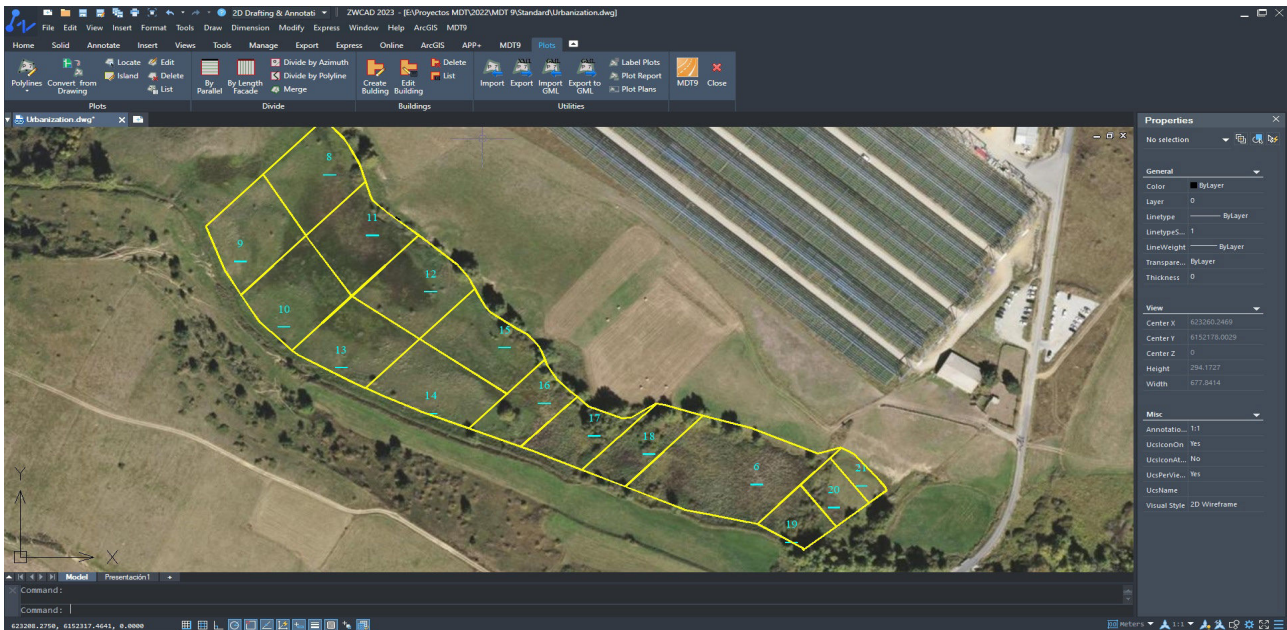 2D Drafting & Annotati
ZWCAD 2023 - [E:\Proyectos MDT\2022\MDT 9\Standard\Urbanization.dwg]
File Edit View Insert Format Tools Draw Dimension Modify Express Window Help ArcGIS MDT9
Home Solid Annotate Insert Views Tools Manage Export Express Online ArcGIS APP+ MDT9 Plots
Polylines
Convert from Drawing
Locate
Island
Edit
Delete
List
Plots
By Parallel
By Length Facade
Divide by Azimuth
Divide by Polyline
Merge
Divide
Create Bulding
Edit Building
Delete
List
Buildings
Import
Export
Import GML
Export to GML
Label Plots
Plot Report
Plot Plans
Utilities
MDT9
Close
Urbanization.dwg*
8
11
9
12
10
15
13
16
14
17
18
6
21
20
19
Y
X
Properties
No selection
General
Color ByLayer
Layer 0
Linetype ByLayer
LinetypeS... 1
LineWeight ByLayer
Transpare... ByLayer
Thickness 0
View
Center X 623260.2469
Center Y 6152178.0029
Center Z 0
Height 294.1727
Width 677.8414
Misc
Annotatio... 1:1
UcsIconOn Yes
UcsIconAt... No
UcsPerVie... Yes
UcsName
Visual Style 2D Wireframe
Model Presentación1 +
Command:
Command:
623208.2750, 6152317.4641, 0.0000
Meters
1:1